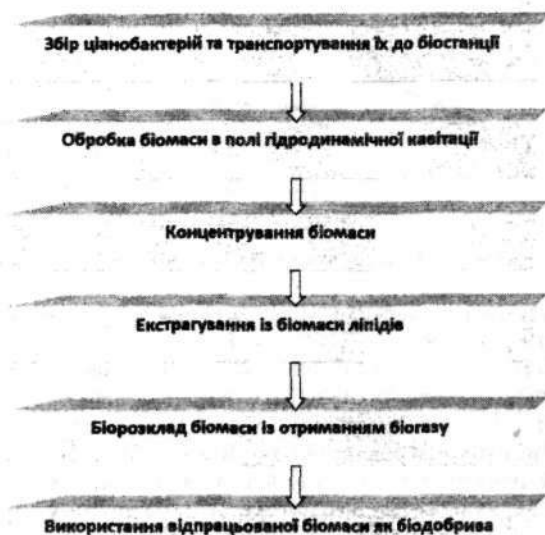 Збір ціанобактерій та транспортування їх до біостанції
Обробка біомаси в полі гідродинамічної кавітації
Концентрування біомаси
Екстрагування із біомаси ліпідів
Біорозклад біомаси із отриманням біогазу
Використання відпрацьованої біомаси як біодобрива